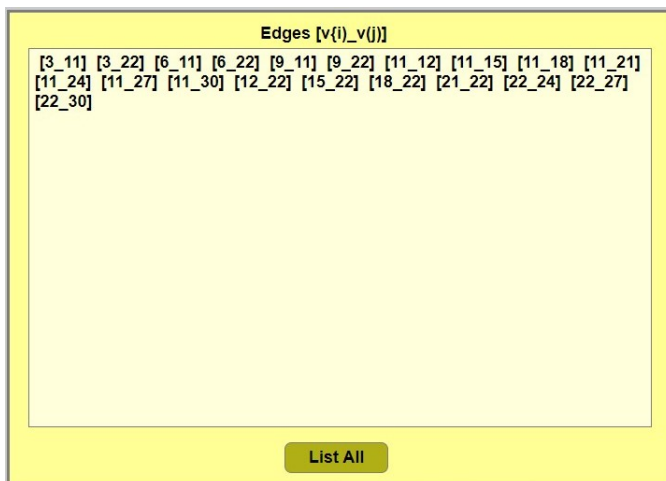 Edges [v{i)_v(j)]
[3_11] [3_22] [6_11] [6_22] [9_11] [9_22] [11_12] [11_15] [11_18] [11_21]
[11_24] [11_27] [11_30] [12_22] [15_22] [18_22] [21_22] [22_24] [22_27]
[22_30]
List All